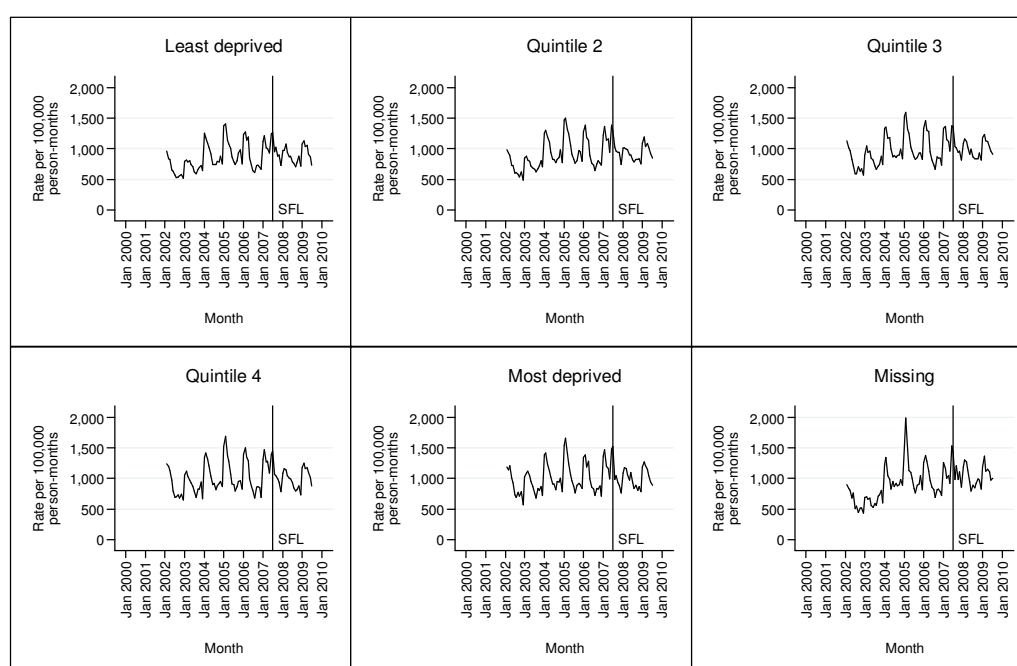 Least deprived
Rate per 100,000
person-months
2,000
1,500
1,000
500
0
SFL
Jan 2000
Jan 2001
Jan 2002
Jan 2003
Jan 2004
Jan 2005
Jan 2006
Jan 2007
Jan 2008
Jan 2009
Jan 2010
Month
Quintile 2
Rate per 100,000
person-months
2,000
1,500
1,000
500
0
SFL
Jan 2000
Jan 2001
Jan 2002
Jan 2003
Jan 2004
Jan 2005
Jan 2006
Jan 2007
Jan 2008
Jan 2009
Jan 2010
Month
Quintile 3
Rate per 100,000
person-months
2,000
1,500
1,000
500
0
SFL
Jan 2000
Jan 2001
Jan 2002
Jan 2003
Jan 2004
Jan 2005
Jan 2006
Jan 2007
Jan 2008
Jan 2009
Jan 2010
Month
Quintile 4
Rate per 100,000
person-months
2,000
1,500
1,000
500
0
SFL
Jan 2000
Jan 2001
Jan 2002
Jan 2003
Jan 2004
Jan 2005
Jan 2006
Jan 2007
Jan 2008
Jan 2009
Jan 2010
Month
Most deprived
Rate per 100,000
person-months
2,000
1,500
1,000
500
0
SFL
Jan 2000
Jan 2001
Jan 2002
Jan 2003
Jan 2004
Jan 2005
Jan 2006
Jan 2007
Jan 2008
Jan 2009
Jan 2010
Month
Missing
Rate per 100,000
person-months
2,000
1,500
1,000
500
0
SFL
Jan 2000
Jan 2001
Jan 2002
Jan 2003
Jan 2004
Jan 2005
Jan 2006
Jan 2007
Jan 2008
Jan 2009
Jan 2010
Month